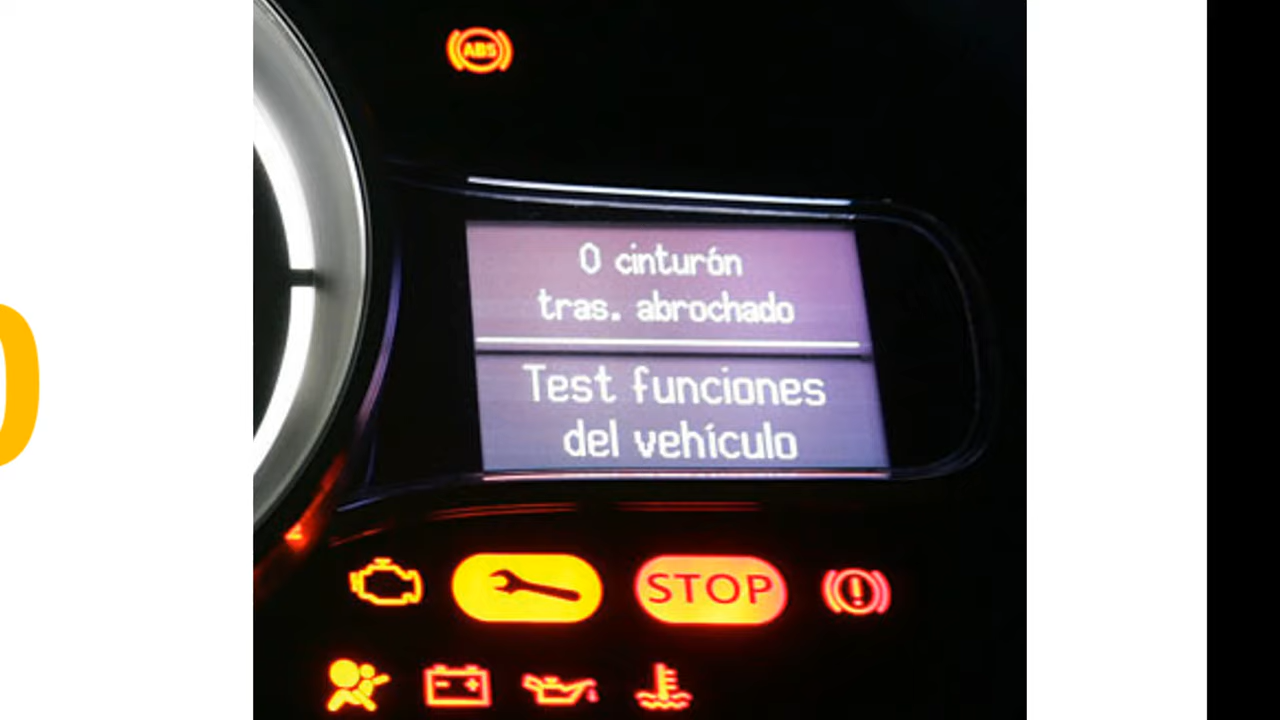 ABS
0 cinturón
tras. abrochado
Test funciones
del vehículo
STOP